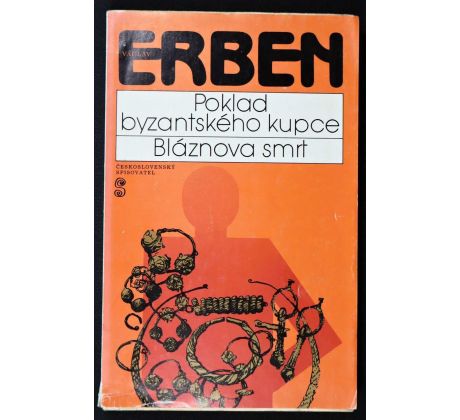 VÁCLAV
ERBEN
Poklad
byzantského kupce
Bláznova smrt
ČESKOSLOVENSKÝ
SPISOVATEL